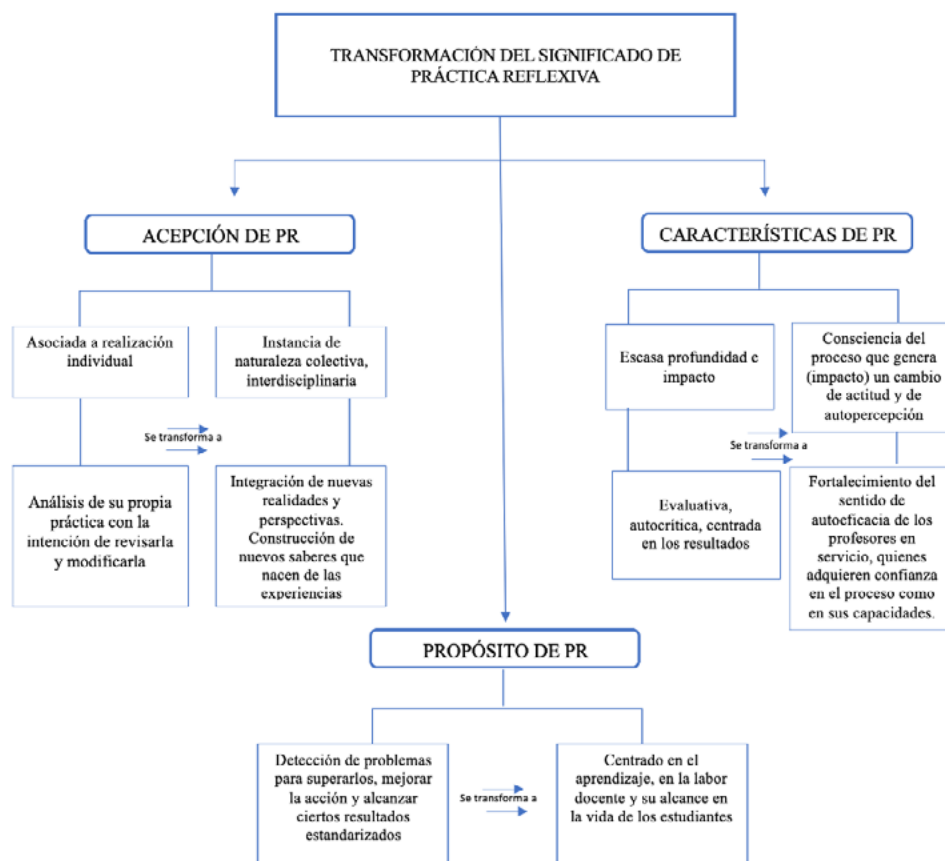 TRANSFORMACIÓN DEL SIGNIFICADO DE
PRÁCTICA REFLEXIVA
ACEPCIÓN DE PR
CARACTERÍSTICAS DE PR
Asociada a realización
individual
Instancia de
naturaleza colectiva,
interdisciplinaria
Escasa profundidad e
impacto
Consciencia del
proceso que genera
(impacto) un cambio
de actitud y de
autopercepción
Se transforma a
Se transforma a
Análisis de su propia
práctica con la
intención de revisarla
y modificarla
Integración de nuevas
realidades y
perspectivas.
Construcción de
nuevos saberes que
nacen de las
experiencias
Evaluativa,
autocrítica, centrada
en los resultados
Fortalecimiento del
sentido de
autoeficacia de los
profesores en
servicio, quienes
adquieren confianza
en el proceso como
en sus capacidades.
PROPÓSITO DE PR
Detección de problemas
para superarlos, mejorar
la acción y alcanzar
ciertos resultados
estandarizados
Se transforma a
Centrado en el
aprendizaje, en la labor
docente y su alcance en
la vida de los estudiantes